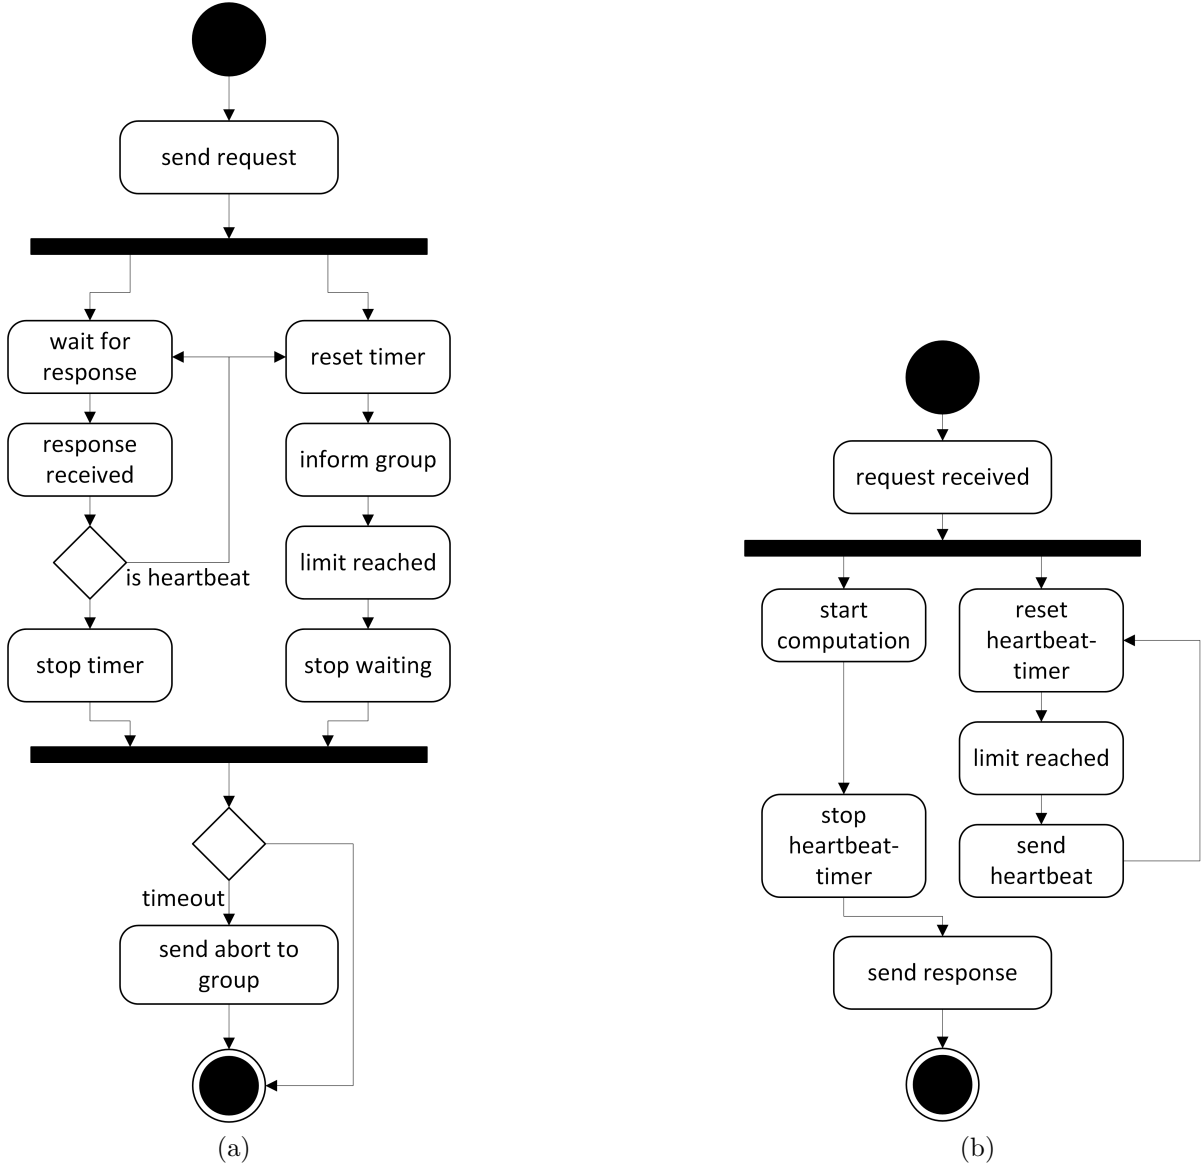 send request
wait for
response
reset timer
response
received
inform group
is heartbeat
limit reached
stop timer
stop waiting
timeout
send abort to
group
(a)
request received
start
computation
reset
heartbeat-
timer
limit reached
stop
heartbeat-
timer
send
heartbeat
send response
(b)